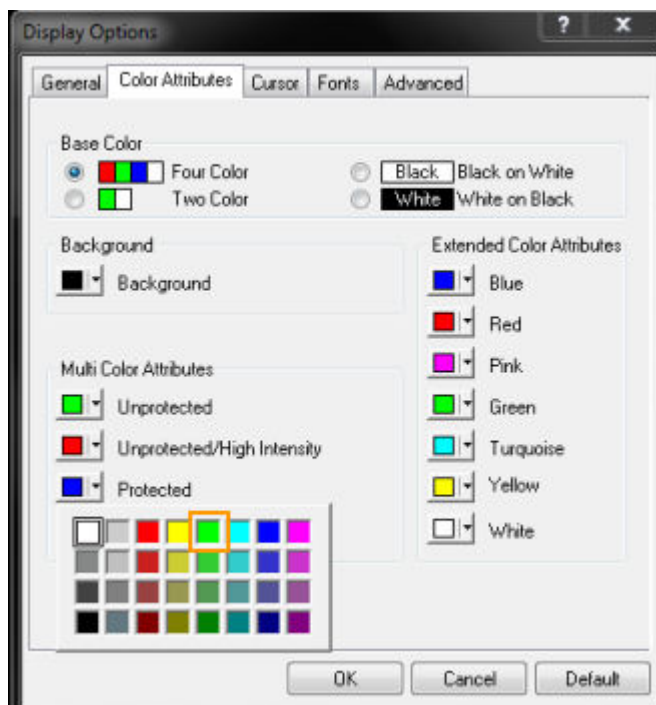 Display Options
? x
General Color Attributes Cursor Fonts Advanced
Base Color
Four Color
Black Black on White
Two Color
White White on Black
Background
Background
Multi Color Attributes
Unprotected
Unprotected/High Intensity
Protected
Extended Color Attributes
Blue
Red
Pink
Green
Turquoise
Yellow
White
OK Cancel Default